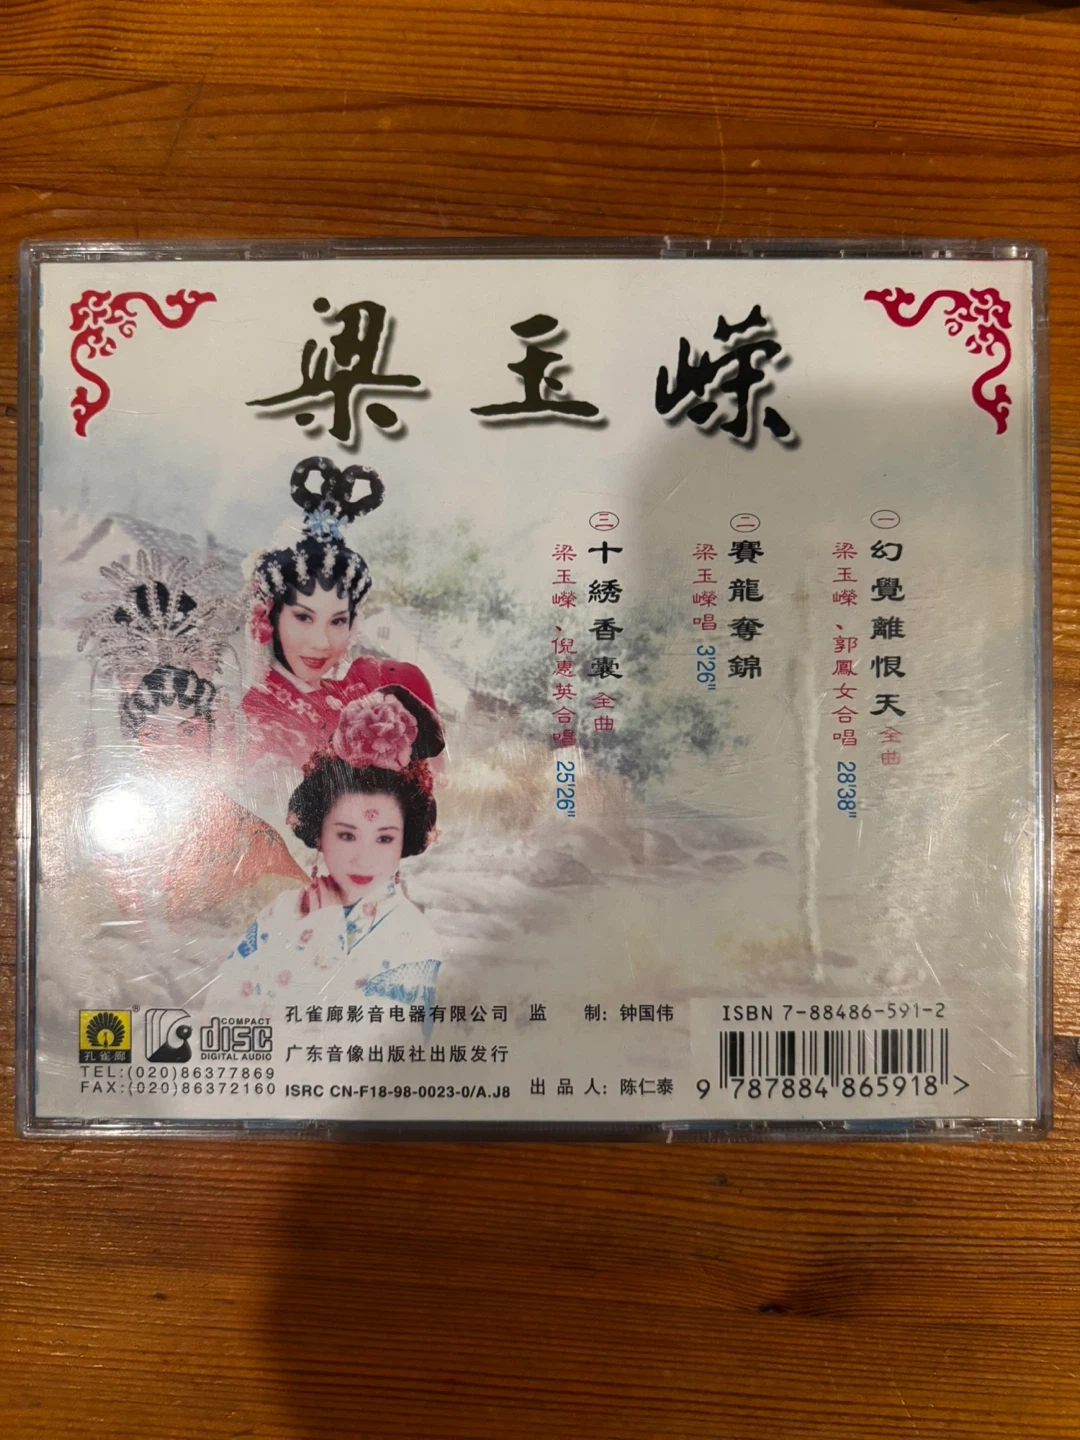 梁玉嶸
㊀幻覺離恨天全曲
梁玉嶸、郭鳳女合唱 28'38"
㊁賽龍奪錦
梁玉嶸唱 3'26"
㊂十綉香囊全曲
梁玉嶸、倪惠英合唱 25'26"
孔雀廊
®
COMPACT
disc
DIGITAL AUDIO
TEL:(020)86377869
FAX:(020)86372160
孔雀廊影音电器有限公司
广东音像出版社出版发行
ISRC CN-F18-98-0023-0/A.J8
监 制: 钟国伟
出 品 人: 陈仁泰
ISBN 7-88486-591-2
9 787884 865918 >